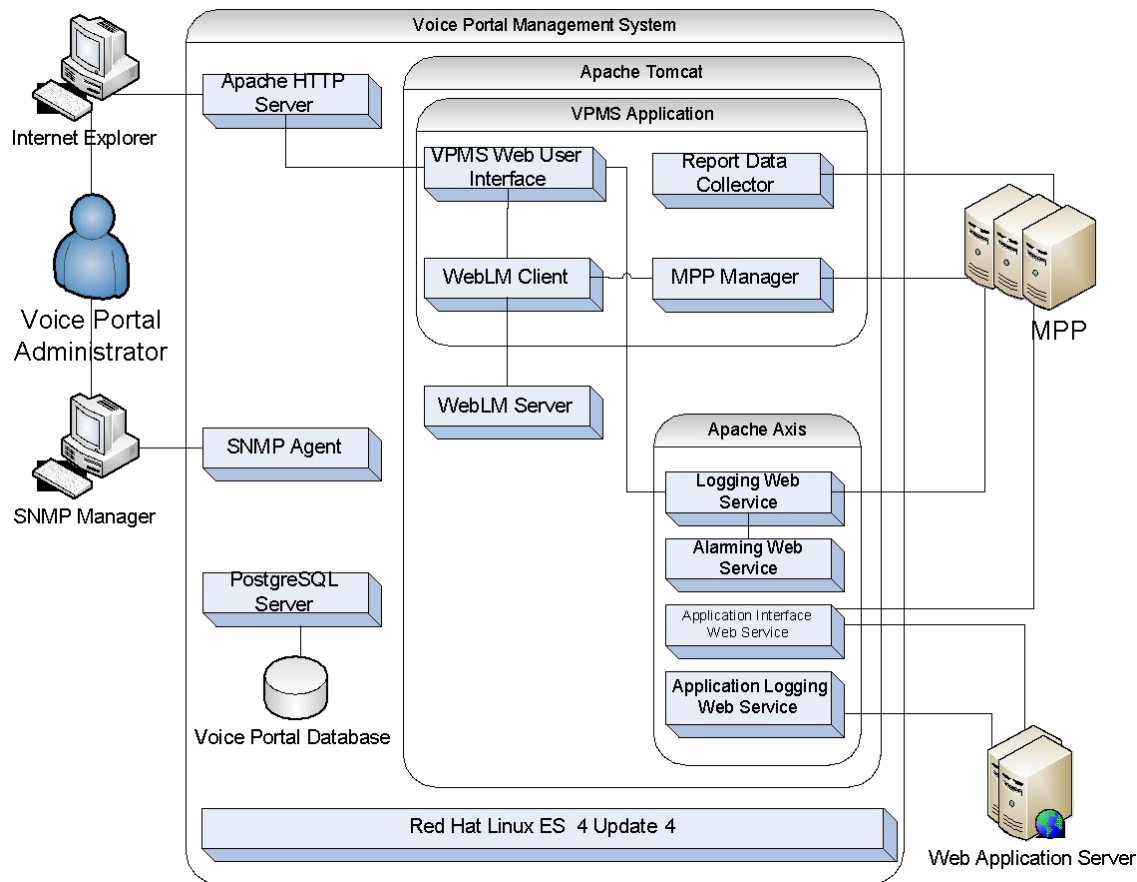 Voice Portal Management System
Apache Tomcat
VPMS Application
Internet Explorer
Apache HTTP
Server
VPMS Web User
Interface
Report Data
Collector
WebLM Client
MPP Manager
MPP
Voice Portal
Administrator
WebLM Server
SNMP Agent
SNMP Manager
Apache Axis
Logging Web
Service
Alarming Web
Service
PostgreSQL
Server
Application Interface
Web Service
Application Logging
Web Service
Voice Portal Database
Red Hat Linux ES 4 Update 4
Web Application Server